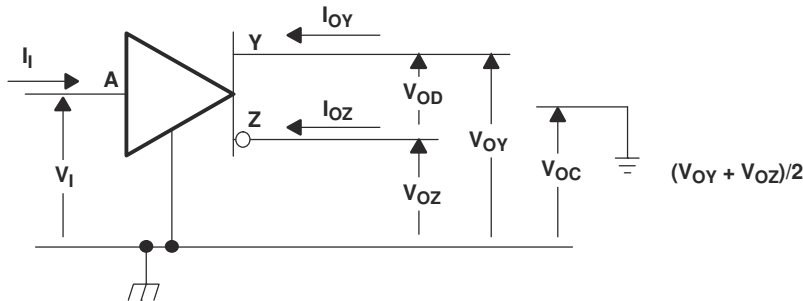 I_OY
I_I
A
Y
V_OD
I_OZ
Z
V_OY
V_I
V_OZ
V_OC
(V_OY + V_OZ)/2